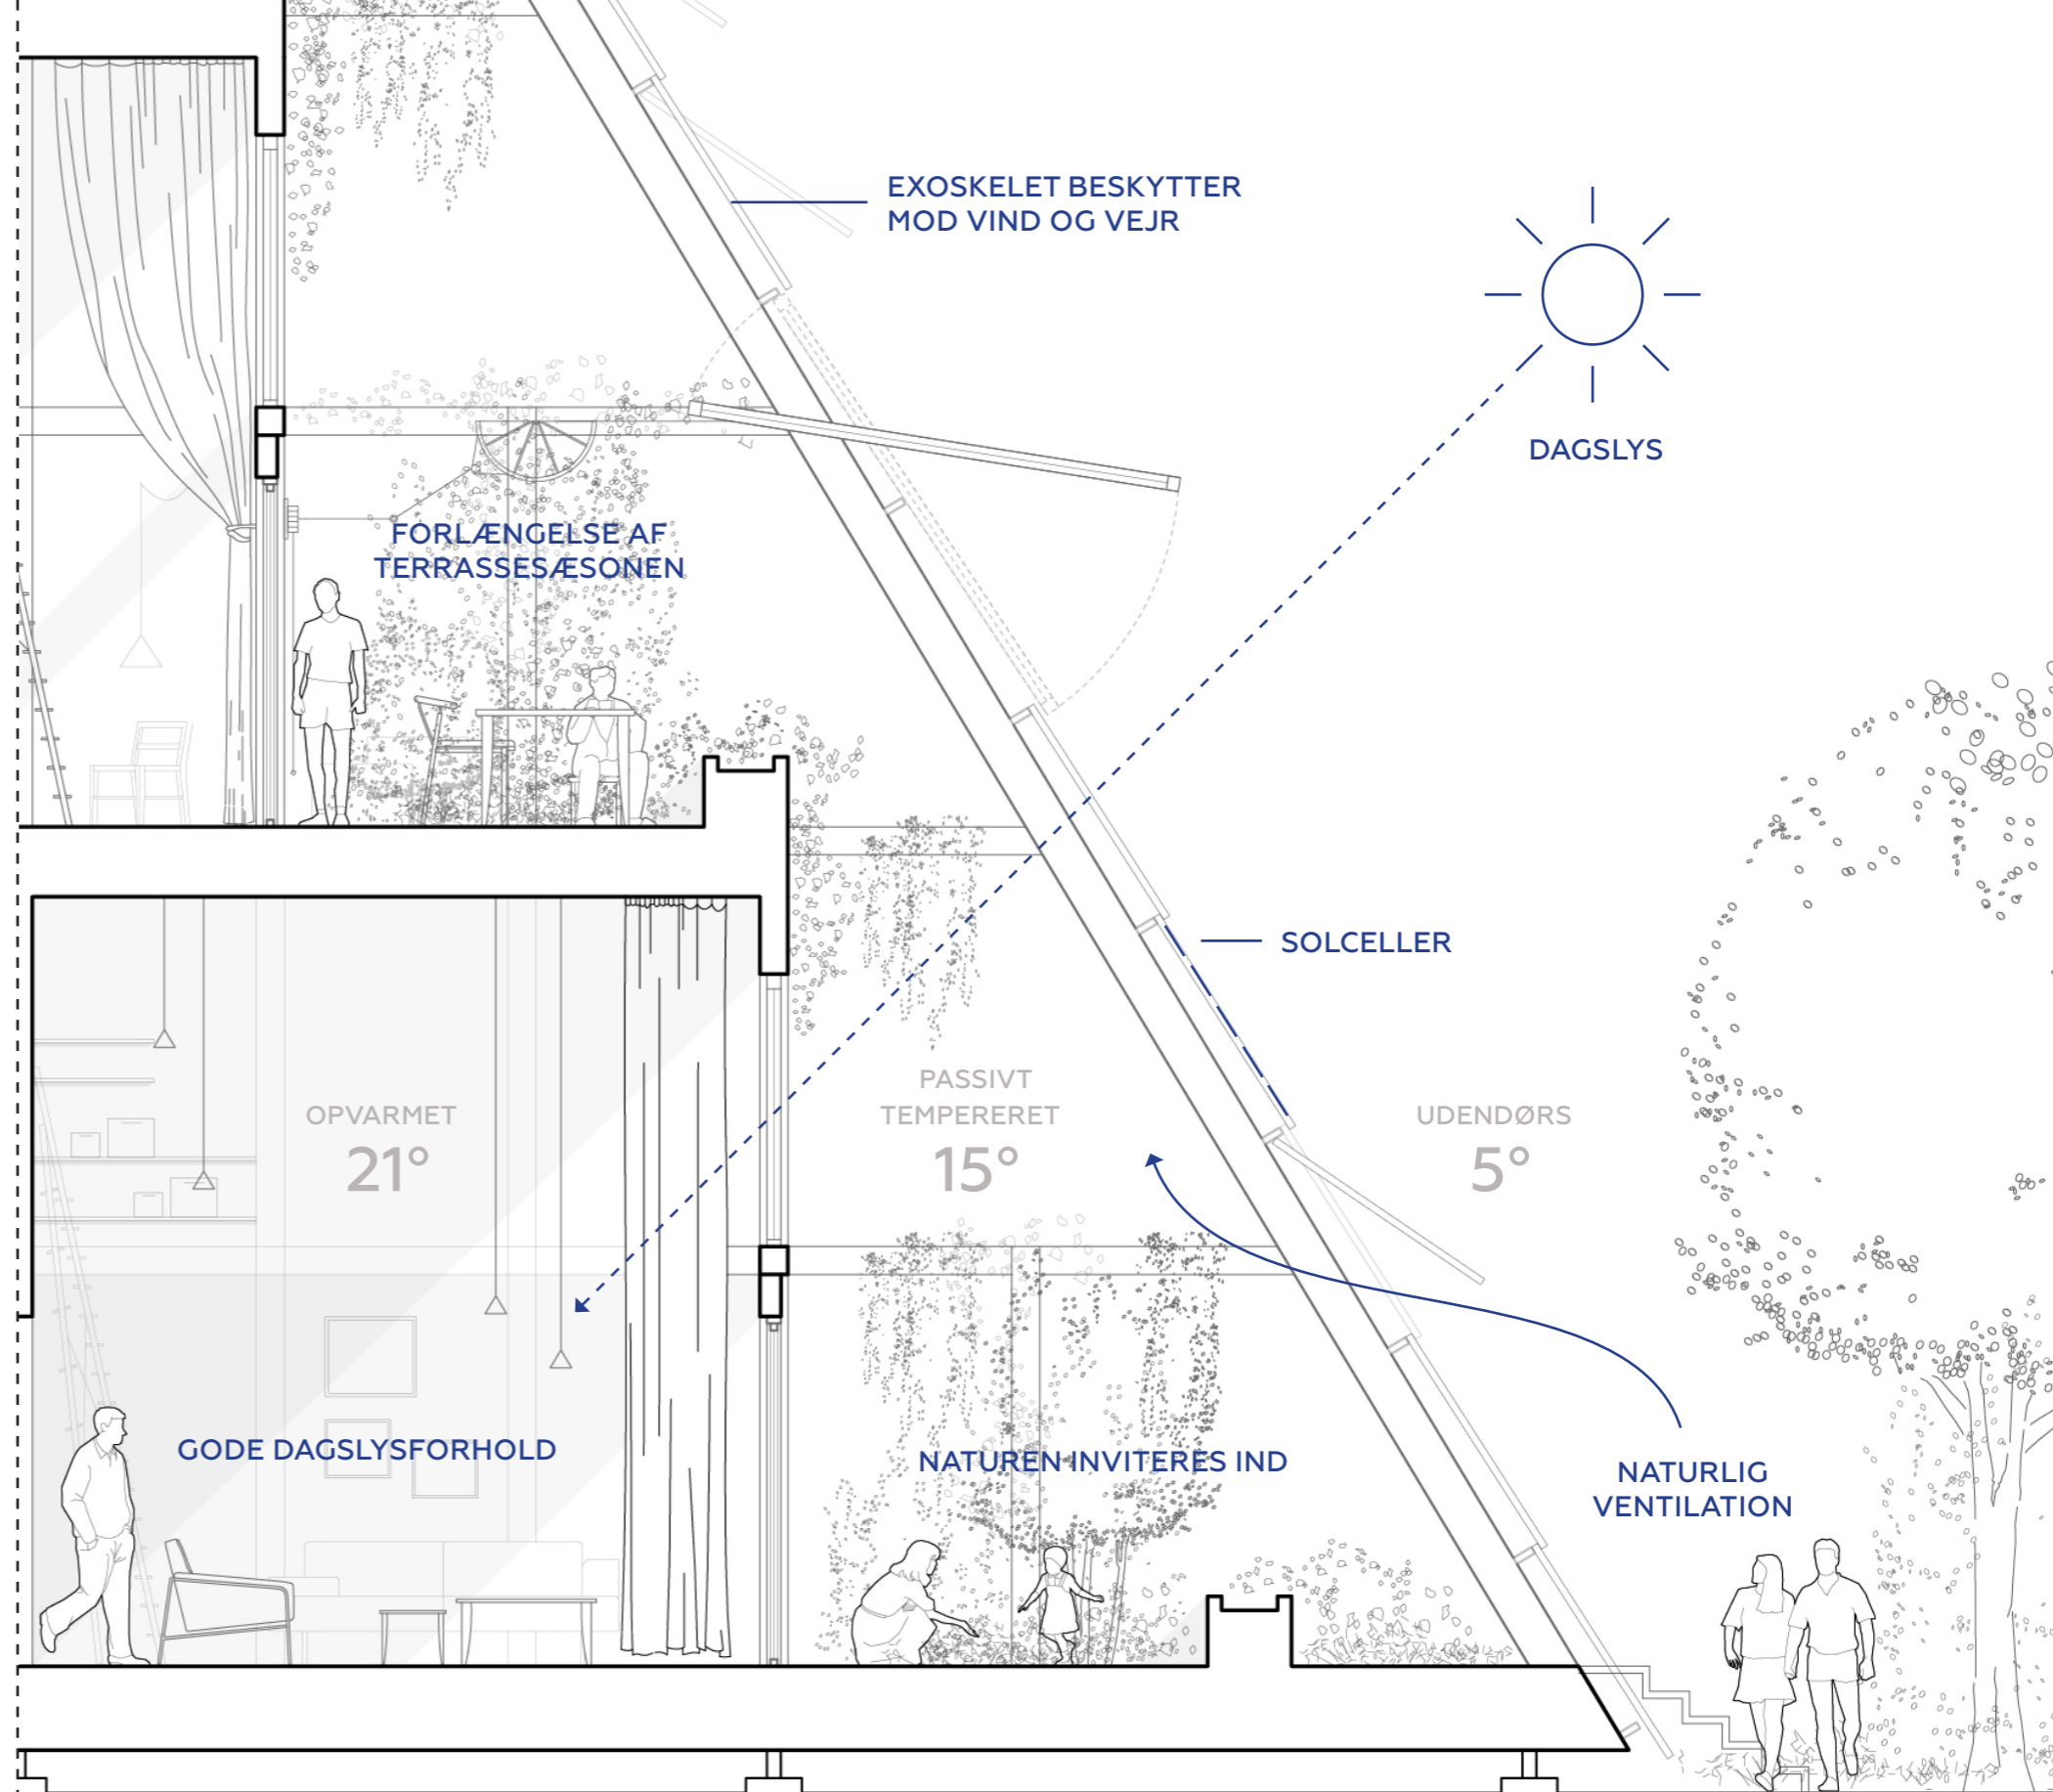 EXOSKELET BESKYTTER
MOD VIND OG VEJR
DAGSLYS
FORLÆNGELSE AF
TERRASSESÆSONEN
SOLCELLER
OPVARMET
21°
PASSIVT
TEMPERERET
15°
UDENDØRS
5°
GODE DAGSLYSFORHOLD
NATUREN INVITERES IND
NATURLIG
VENTILATION